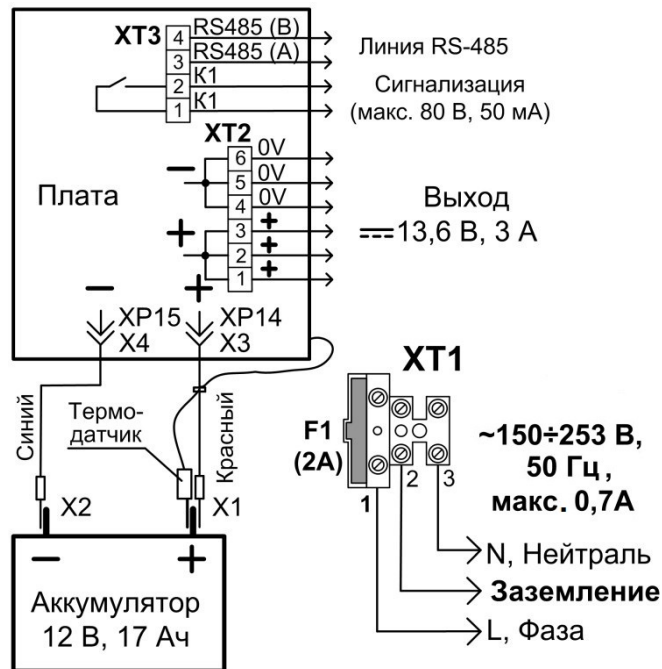 XT3
4 RS485 (B)
3 RS485 (A)
2 К1
1 К1
Линия RS-485
Сигнализация
(макс. 80 В, 50 мА)
XT2
6 0V
5 0V
4 0V
3 +
2 +
1 +
−
+
Плата
Выход
13,6 В, 3 А
− +
XP15 XP14
X4 X3
Синий
Термо-
датчик
Красный
X2 X1
− +
Аккумулятор
12 В, 17 Ач
XT1
F1
(2A)
1 2 3
~150÷253 В,
50 Гц,
макс. 0,7А
N, Нейтраль
Заземление
L, Фаза